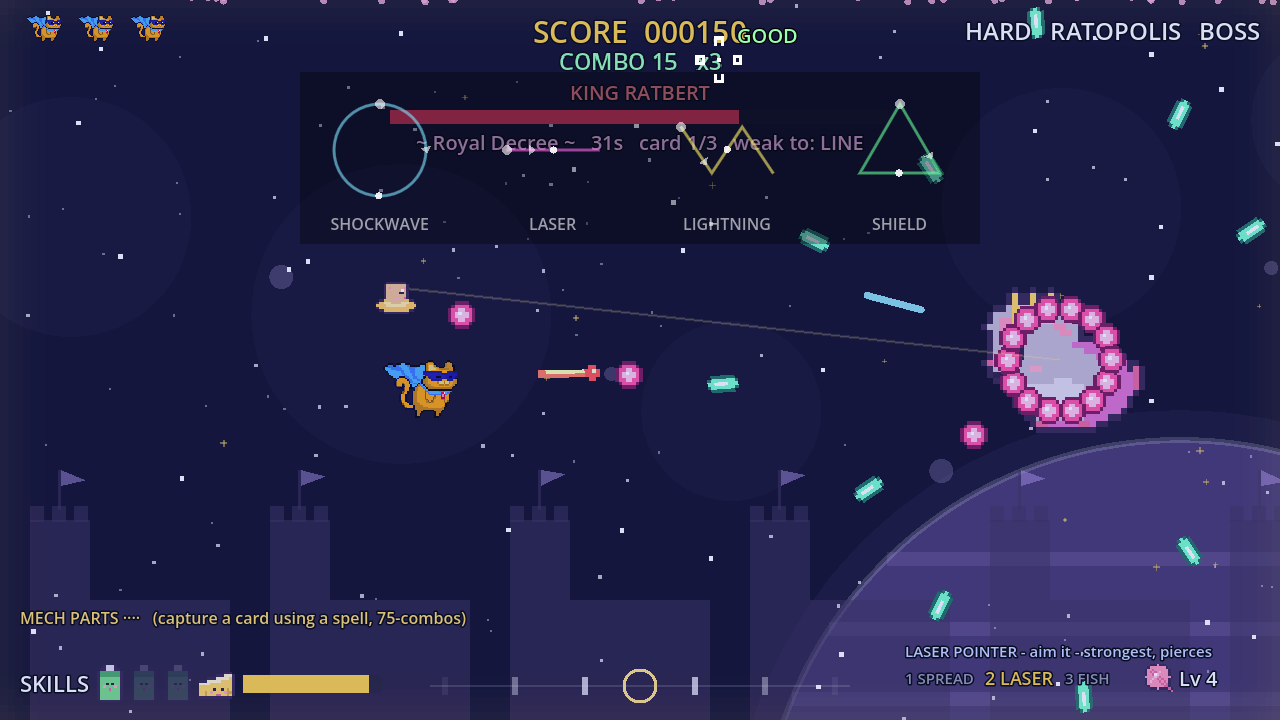 SCORE 000150
GOOD
HARD RATOPOLIS BOSS
COMBO 15 x3
KING RATBERT
~ Royal Decree ~ 31s card 1/3 weak to: LINE
SHOCKWAVE LASER LIGHTNING SHIELD
MECH PARTS ···· (capture a card using a spell, 75-combos)
LASER POINTER - aim it - strongest, pierces
SKILLS
1 SPREAD 2 LASER 3 FISH Lv 4